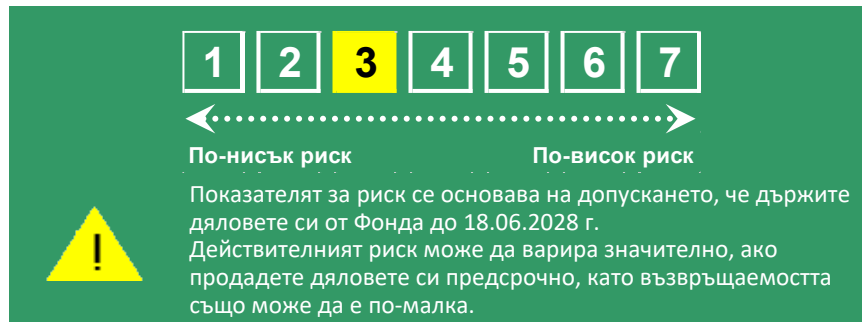 1 2 3 4 5 6 7
По-нисък риск По-висок риск
Показателят за риск се основава на допускането, че държите
дяловете си от Фонда до 18.06.2028 г.
Действителният риск може да варира значително, ако
продадете дяловете си предсрочно, като възвръщаемостта
също може да е по-малка.
!